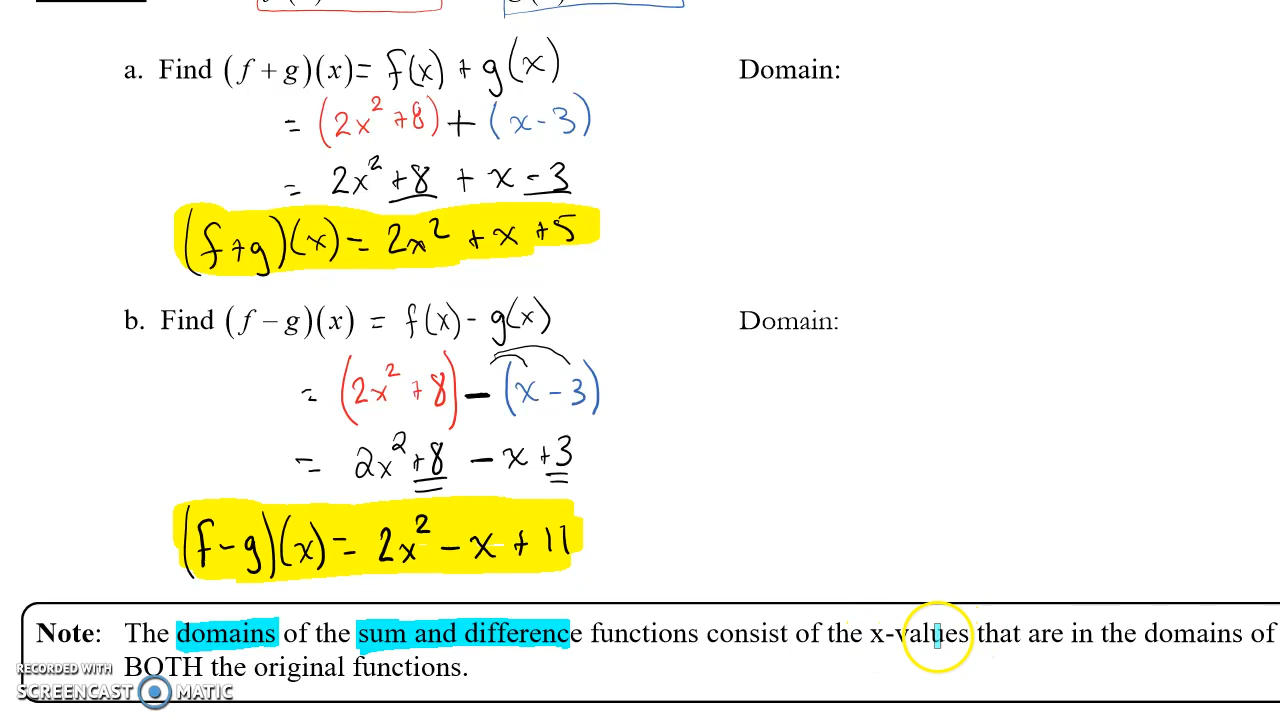 a. Find (f + g)(x) = f(x) + g(x)
Domain:
= (2x² + 8) + (x - 3)
= 2x² + 8 + x - 3
(f + g)(x) = 2x² + x + 5
b. Find (f − g)(x) = f(x) - g(x)
Domain:
= (2x² + 8) - (x - 3)
= 2x² + 8 - x + 3
(f - g)(x) = 2x² - x + 11
Note: The domains of the sum and difference functions consist of the x-values that are in the domains of
BOTH the original functions.
RECORDED WITH
SCREENCAST MATIC